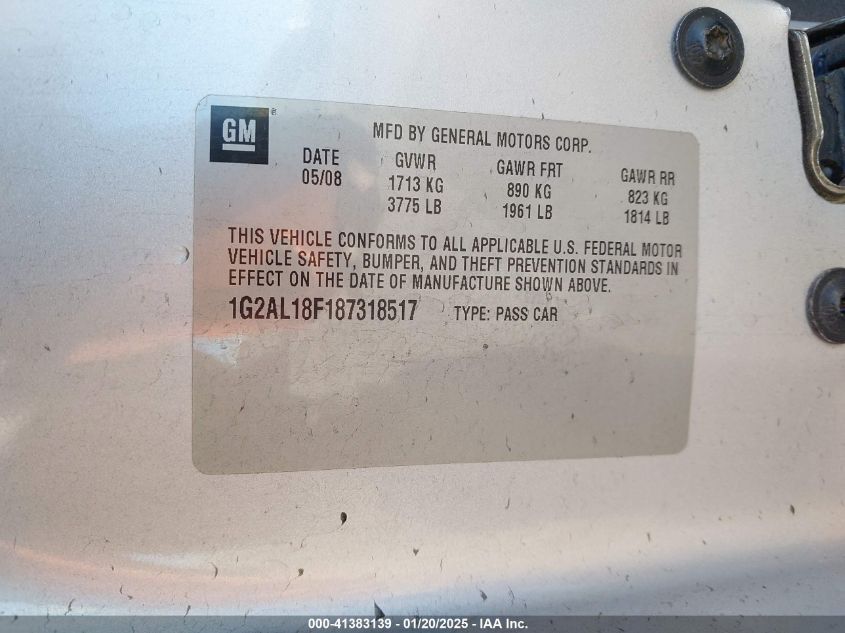 GM
MFD BY GENERAL MOTORS CORP.
DATE GVWR GAWR FRT GAWR RR
05/08 1713 KG 890 KG 823 KG
3775 LB 1961 LB 1814 LB
THIS VEHICLE CONFORMS TO ALL APPLICABLE U.S. FEDERAL MOTOR
VEHICLE SAFETY, BUMPER, AND THEFT PREVENTION STANDARDS IN
EFFECT ON THE DATE OF MANUFACTURE SHOWN ABOVE.
1G2AL18F187318517 TYPE: PASS CAR
000-41383139 - 01/20/2025 - IAA Inc.